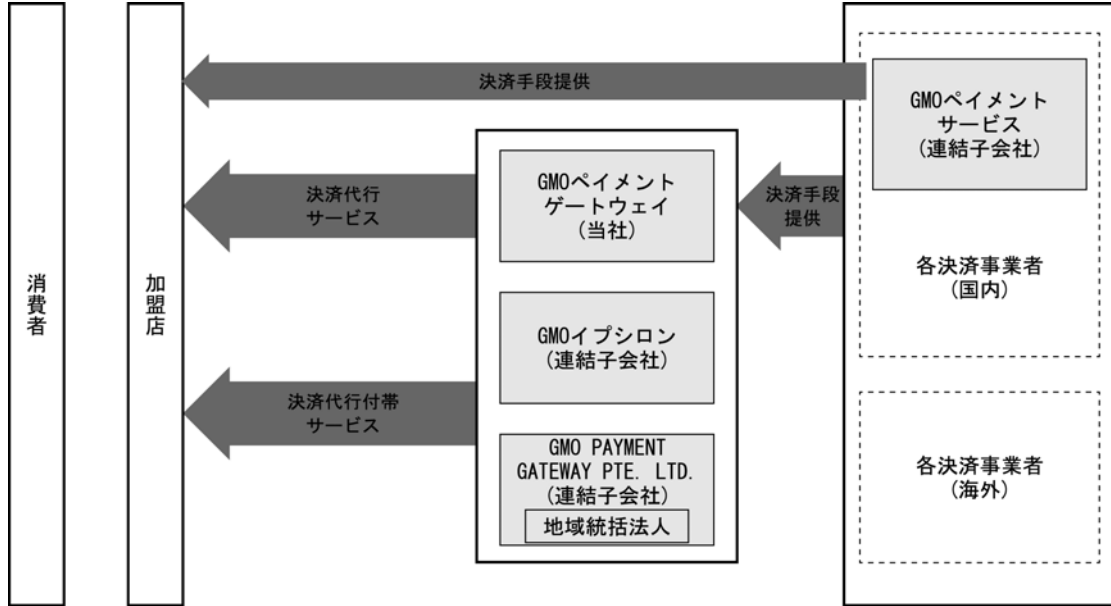 消費者
加盟店
決済手段提供
決済代行
サービス
決済代行付帯
サービス
GMOペイメント
ゲートウェイ
(当社)
GMOイプシロン
(連結子会社)
GMO PAYMENT
GATEWAY PTE. LTD.
(連結子会社)
地域統括法人
決済手段
提供
GMOペイメント
サービス
(連結子会社)
各決済事業者
(国内)
各決済事業者
(海外)